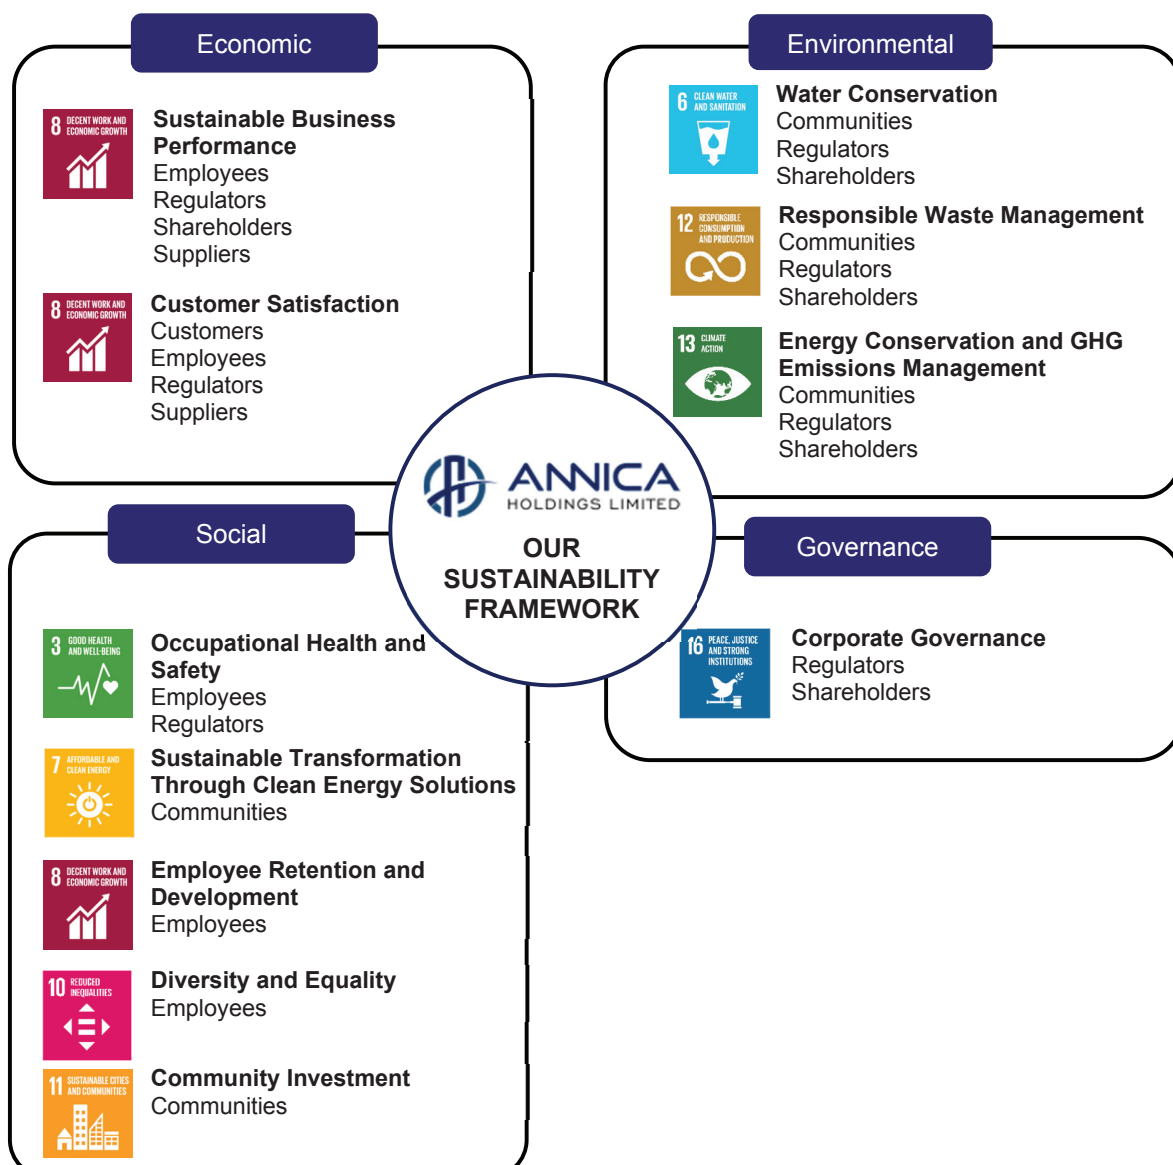 Economic
8 DECENT WORK AND
ECONOMIC GROWTH
Sustainable Business
Performance
Employees
Regulators
Shareholders
Suppliers
8 DECENT WORK AND
ECONOMIC GROWTH
Customer Satisfaction
Customers
Employees
Regulators
Suppliers
Environmental
6 CLEAN WATER
AND SANITATION
Water Conservation
Communities
Regulators
Shareholders
12 RESPONSIBLE
CONSUMPTION
AND PRODUCTION
Responsible Waste Management
Communities
Regulators
Shareholders
13 CLIMATE
ACTION
Energy Conservation and GHG
Emissions Management
Communities
Regulators
Shareholders
ANNICA
HOLDINGS LIMITED
OUR
SUSTAINABILITY
FRAMEWORK
Social
3 GOOD HEALTH
AND WELL-BEING
Occupational Health and
Safety
Employees
Regulators
7 AFFORDABLE AND
CLEAN ENERGY
Sustainable Transformation
Through Clean Energy Solutions
Communities
8 DECENT WORK AND
ECONOMIC GROWTH
Employee Retention and
Development
Employees
10 REDUCED
INEQUALITIES
Diversity and Equality
Employees
11 SUSTAINABLE CITIES
AND COMMUNITIES
Community Investment
Communities
Governance
16 PEACE, JUSTICE
AND STRONG
INSTITUTIONS
Corporate Governance
Regulators
Shareholders